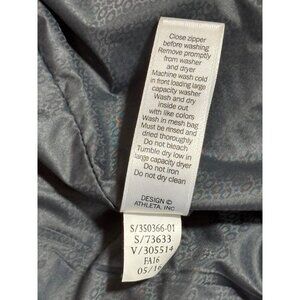 Close zipper
before washing
Remove promptly
from washer
and dryer
Machine wash cold
in front loading large
capacity washer
Wash and dry
inside out
with like colors
Wash in mesh bag
Must be rinsed and
dried thoroughly
Do not bleach
Tumble dry low in
large capacity dryer
Do not iron
Do not dry clean
DESIGN ©
ATHLETA, INC.
S/350366-01
S/73633
V/305514
FA16
05/1